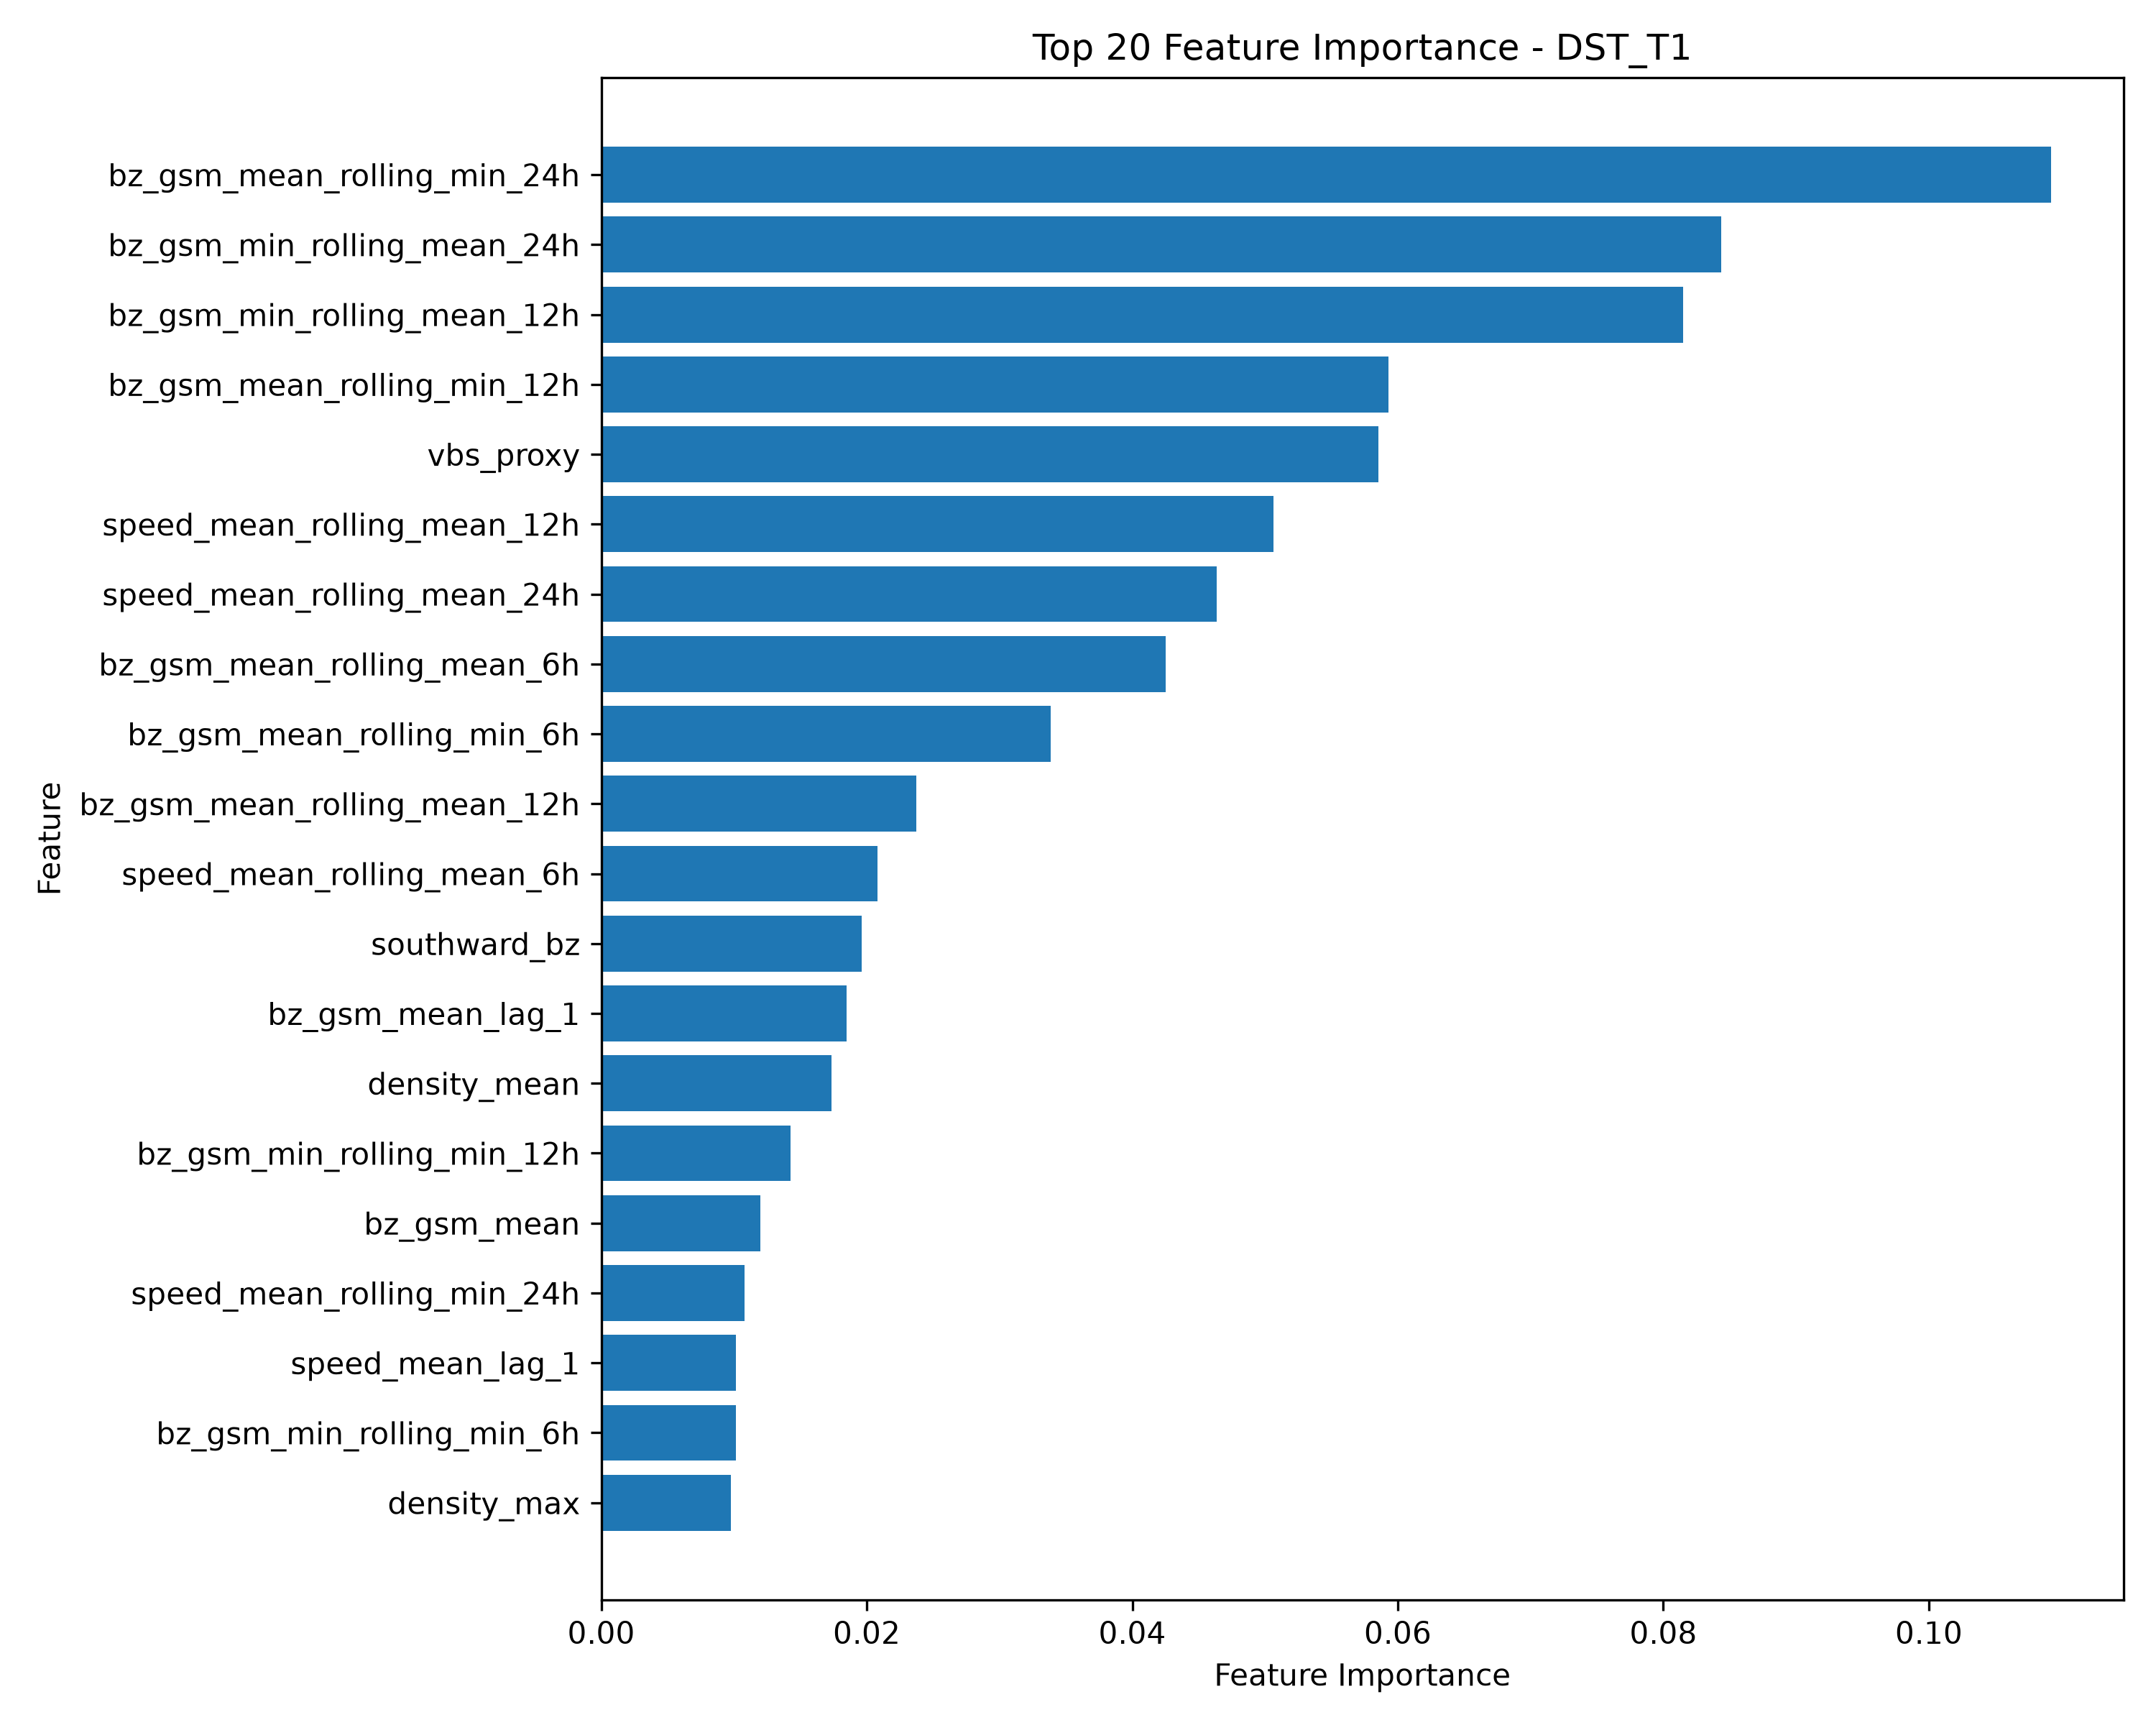 Top 20 Feature Importance - DST_T1
bz_gsm_mean_rolling_min_24h
bz_gsm_min_rolling_mean_24h
bz_gsm_min_rolling_mean_12h
bz_gsm_mean_rolling_min_12h
vbs_proxy
speed_mean_rolling_mean_12h
speed_mean_rolling_mean_24h
bz_gsm_mean_rolling_mean_6h
bz_gsm_mean_rolling_min_6h
bz_gsm_mean_rolling_mean_12h
speed_mean_rolling_mean_6h
southward_bz
bz_gsm_mean_lag_1
density_mean
bz_gsm_min_rolling_min_12h
bz_gsm_mean
speed_mean_rolling_min_24h
speed_mean_lag_1
bz_gsm_min_rolling_min_6h
density_max
Feature
0.00 0.02 0.04 0.06 0.08 0.10
Feature Importance